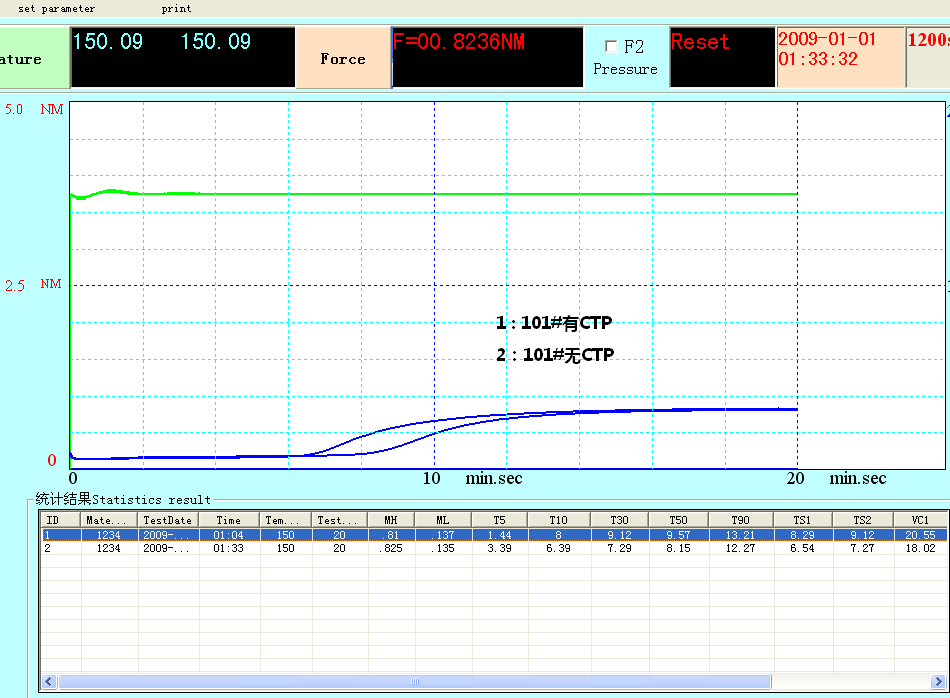 set parameter print
ature 150.09 150.09 Force F=00.8236NM F2 Pressure Reset 2009-01-01 01:33:32 1200s
5.0 NM
2.5 NM
1：101#有CTP
2：101#无CTP
0
0 10 min.sec 20 min.sec
统计结果Statistics result
ID Mate... TestDate Time Tem... Test... MH ML T5 T10 T30 T50 T90 TS1 TS2 VC1
1 1234 2009-... 01:04 150 20 .81 .137 1.44 8 9.12 9.57 13.21 8.29 9.12 20.55
2 1234 2009-... 01:33 150 20 .825 .135 3.39 6.39 7.29 8.15 12.27 6.54 7.27 18.02